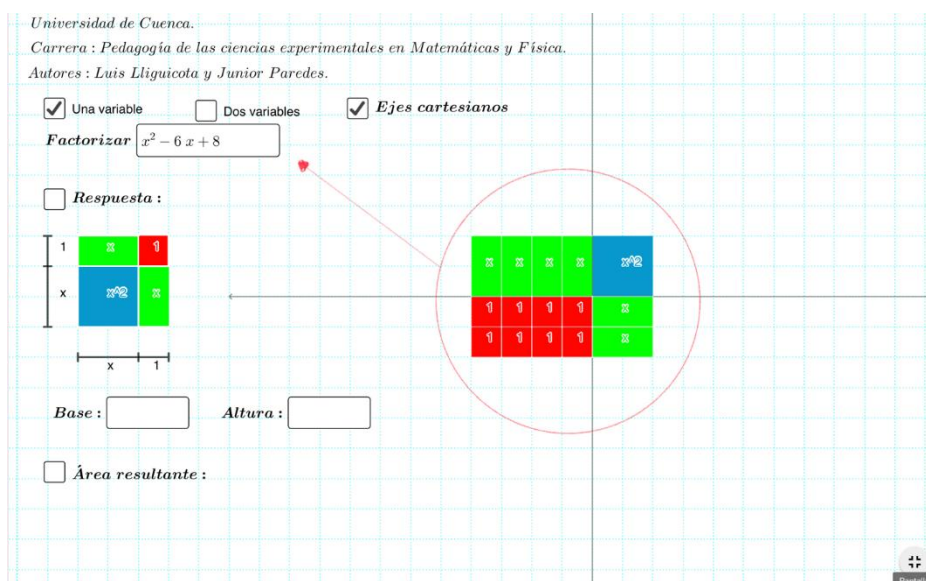 Universidad de Cuenca.
Carrera : Pedagogía de las ciencias experimentales en Matemáticas y Física.
Autores : Luis Lliguicota y Junior Paredes.
Una variable
Dos variables
Ejes cartesianos
Factorizar x² − 6 x + 8
Respuesta :
1 x 1
x x^2 x
x 1
x x x x x^2
1 1 1 1 x
1 1 1 1 x
Base :
Altura :
Área resultante :